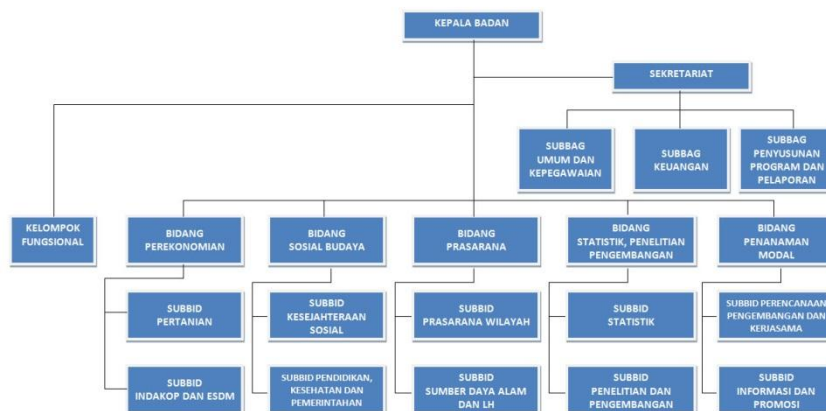 KEPALA BADAN
SEKRETARIAT
SUBBAG
UMUM DAN
KEPEGAWAIAN
SUBBAG
KEUANGAN
SUBBAG
PENYUSUNAN
PROGRAM DAN
PELAPORAN
KELOMPOK
FUNGSIONAL
BIDANG
PEREKONOMIAN
BIDANG
SOSIAL BUDAYA
BIDANG
PRASARANA
BIDANG
STATISTIK, PENELITIAN
PENGEMBANGAN
BIDANG
PENANAMAN
MODAL
SUBBID
PERTANIAN
SUBBID
KESEJAHTERAAN
SOSIAL
SUBBID
PRASARANA WILAYAH
SUBBID
STATISTIK
SUBBID PERENCANAAN
PENGEMBANGAN DAN
KERJASAMA
SUBBID
INDAKOP DAN ESDM
SUBBID PENDIDIKAN,
KESEHATAN DAN
PEMERINTAHAN
SUBBID
SUMBER DAYA ALAM
DAN LH
SUBBID
PENELITIAN DAN
PENGEMBANGAN
SUBBID
INFORMASI DAN
PROMOSI